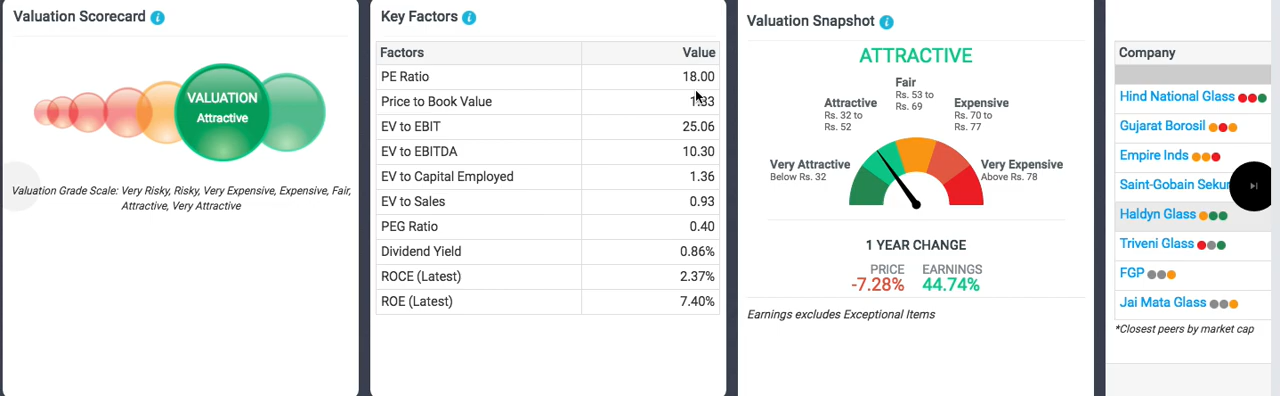 Valuation Scorecard
VALUATION
Attractive
Valuation Grade Scale: Very Risky, Risky, Very Expensive, Expensive, Fair,
Attractive, Very Attractive
Key Factors
Factors Value
PE Ratio 18.00
Price to Book Value 1.33
EV to EBIT 25.06
EV to EBITDA 10.30
EV to Capital Employed 1.36
EV to Sales 0.93
PEG Ratio 0.40
Dividend Yield 0.86%
ROCE (Latest) 2.37%
ROE (Latest) 7.40%
Valuation Snapshot
ATTRACTIVE
Fair
Rs. 53 to
Rs. 69
Attractive
Rs. 32 to
Rs. 52
Expensive
Rs. 70 to
Rs. 77
Very Attractive
Below Rs. 32
Very Expensive
Above Rs. 78
1 YEAR CHANGE
PRICE EARNINGS
-7.28% 44.74%
Earnings excludes Exceptional Items
Company
Hind National Glass
Gujarat Borosil
Empire Inds
Saint-Gobain Sekur
Haldyn Glass
Triveni Glass
FGP
Jai Mata Glass
*Closest peers by market cap